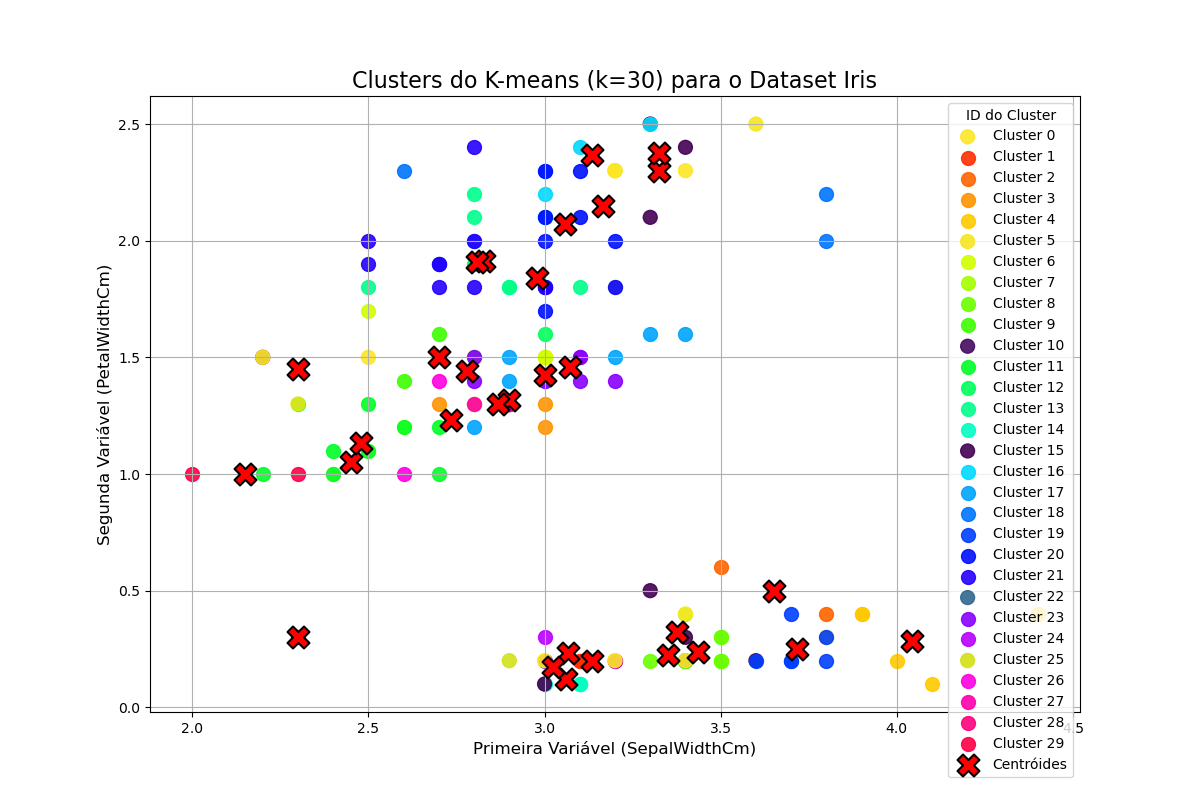 Clusters do K-means (k=30) para o Dataset Iris
Segunda Variável (PetalWidthCm)
2.5
2.0
1.5
1.0
0.5
0.0
2.0
2.5
3.0
3.5
4.0
4.5
Primeira Variável (SepalWidthCm)
ID do Cluster
Cluster 0
Cluster 1
Cluster 2
Cluster 3
Cluster 4
Cluster 5
Cluster 6
Cluster 7
Cluster 8
Cluster 9
Cluster 10
Cluster 11
Cluster 12
Cluster 13
Cluster 14
Cluster 15
Cluster 16
Cluster 17
Cluster 18
Cluster 19
Cluster 20
Cluster 21
Cluster 22
Cluster 23
Cluster 24
Cluster 25
Cluster 26
Cluster 27
Cluster 28
Cluster 29
Centróides